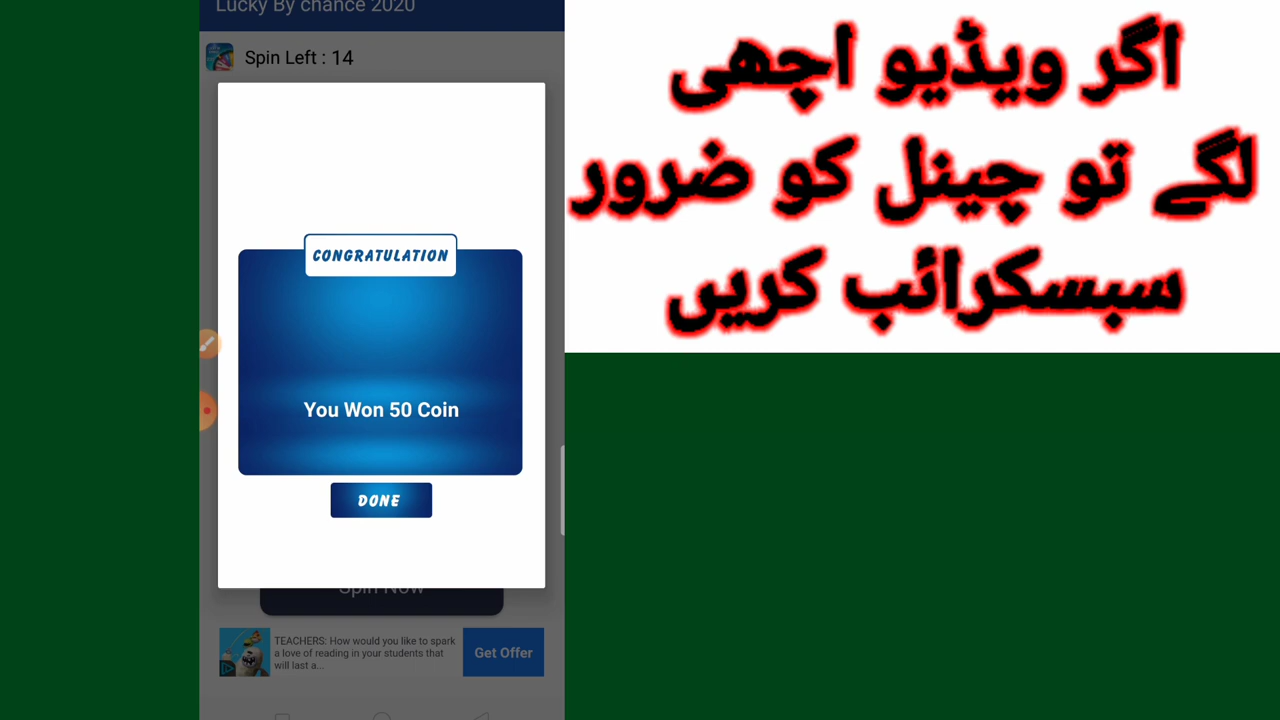 Lucky By chance 2020
Spin Left : 14
CONGRATULATION
You Won 50 Coin
DONE
Spin Now
TEACHERS: How would you like to spark
a love of reading in your students that
will last a...
Get Offer
اگر ویڈیو اچھی
لگے تو چینل کو ضرور
سبسکرائب کریں